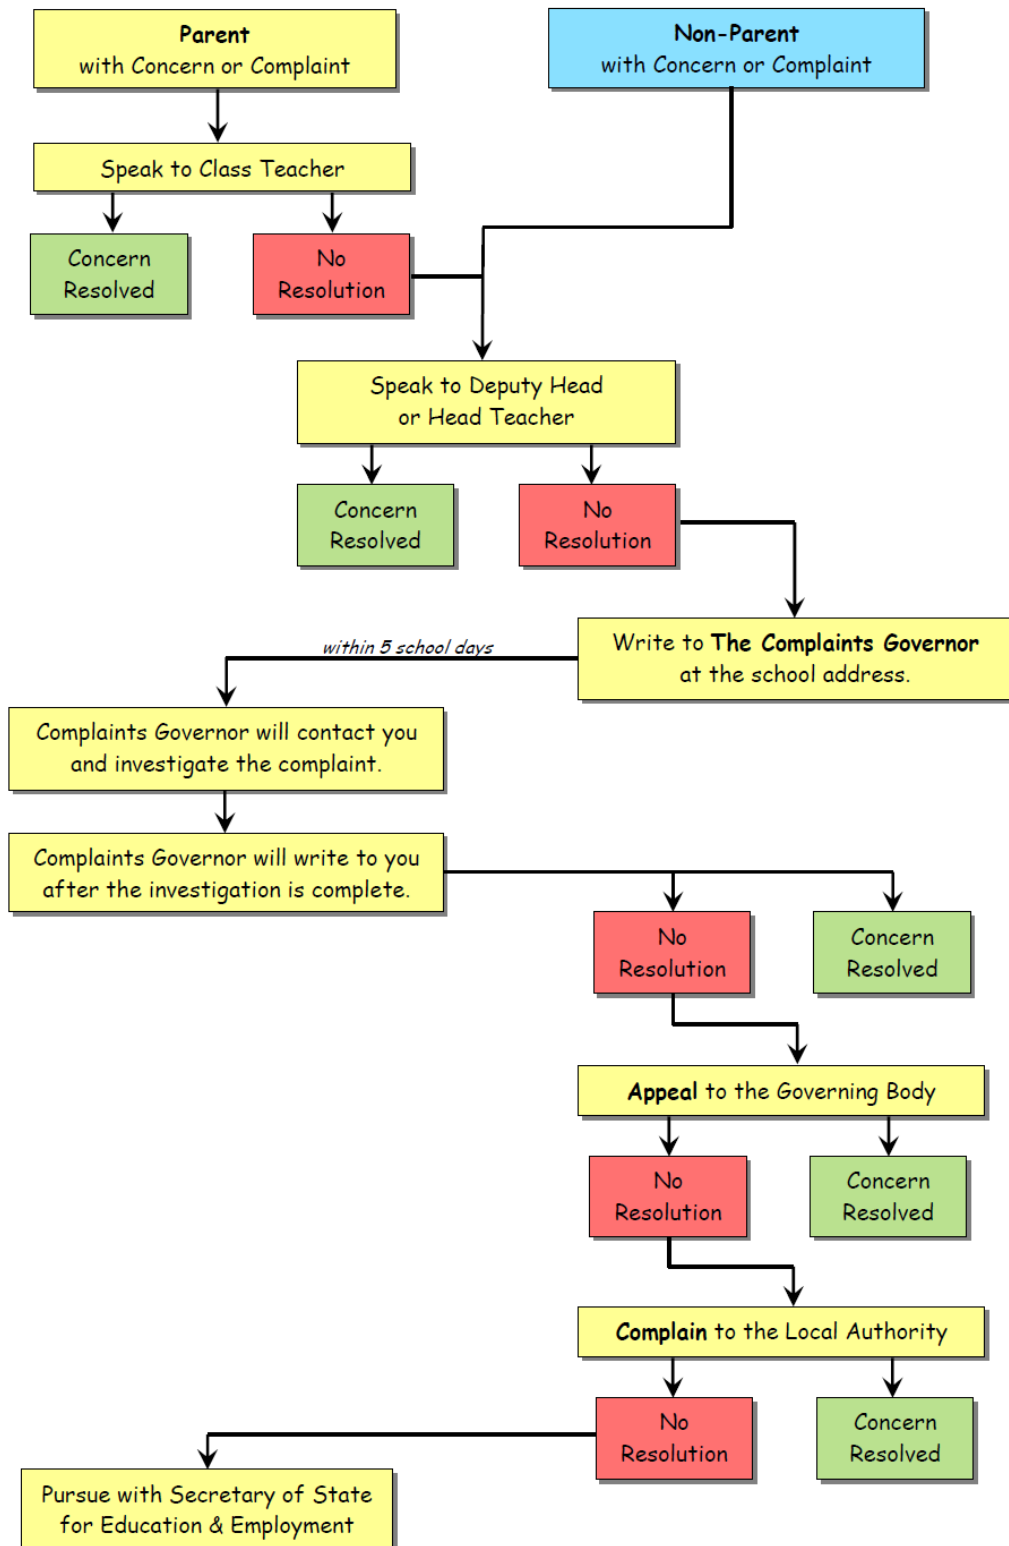 Parent
with Concern or Complaint
Non-Parent
with Concern or Complaint
Speak to Class Teacher
Concern
Resolved
No
Resolution
Speak to Deputy Head
or Head Teacher
Concern
Resolved
No
Resolution
Write to The Complaints Governor
at the school address.
within 5 school days
Complaints Governor will contact you
and investigate the complaint.
Complaints Governor will write to you
after the investigation is complete.
No
Resolution
Concern
Resolved
Appeal to the Governing Body
No
Resolution
Concern
Resolved
Complain to the Local Authority
No
Resolution
Concern
Resolved
Pursue with Secretary of State
for Education & Employment